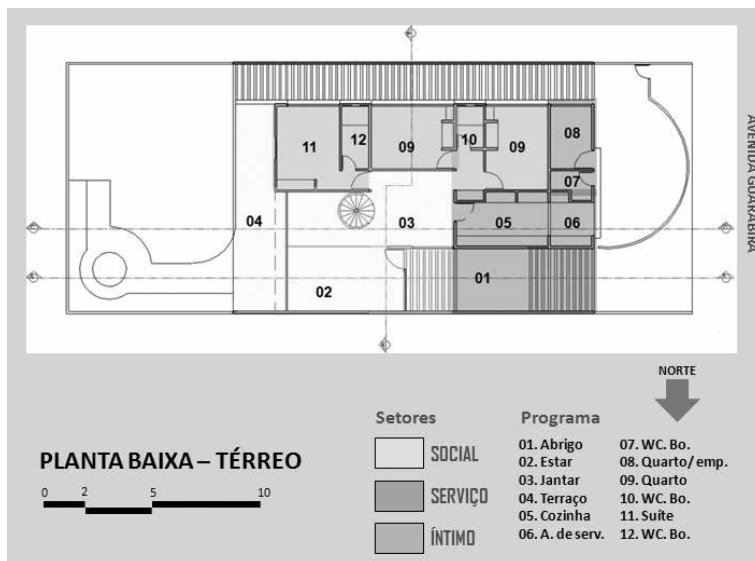 11
12
09
10
09
08
07
04
03
05
06
02
01
AVENIDA GUARABIRA
NORTE
Setores
SOCIAL
SERVIÇO
ÍNTIMO
Programa
01. Abrigo
02. Estar
03. Jantar
04. Terraço
05. Cozinha
06. A. de serv.
07. WC. Bo.
08. Quarto/emp.
09. Quarto
10. WC. Bo.
11. Suíte
12. WC. Bo.
PLANTA BAIXA – TÉRREO
0 2 5 10